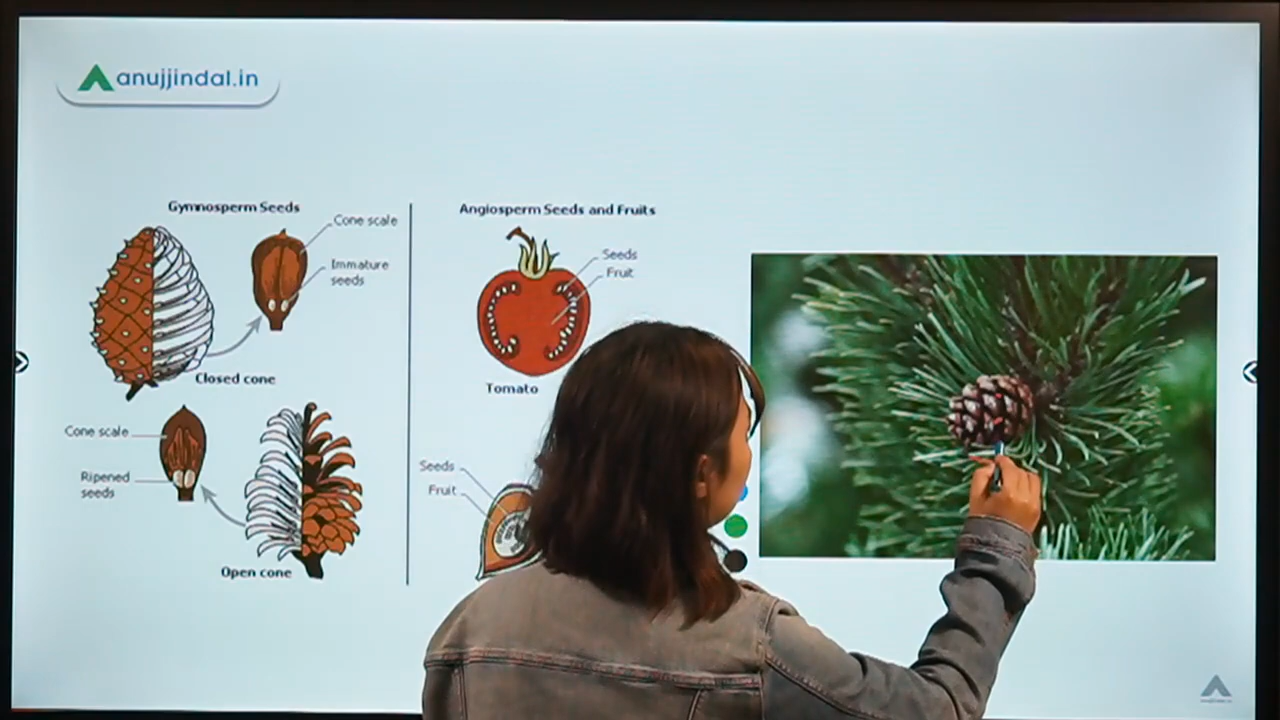 anujjindal.in
Gymnosperm Seeds
Cone scale
Immature
seeds
Closed cone
Cone scale
Ripened
seeds
Open cone
Angiosperm Seeds and Fruits
Seeds
Fruit
Tomato
Seeds
Fruit